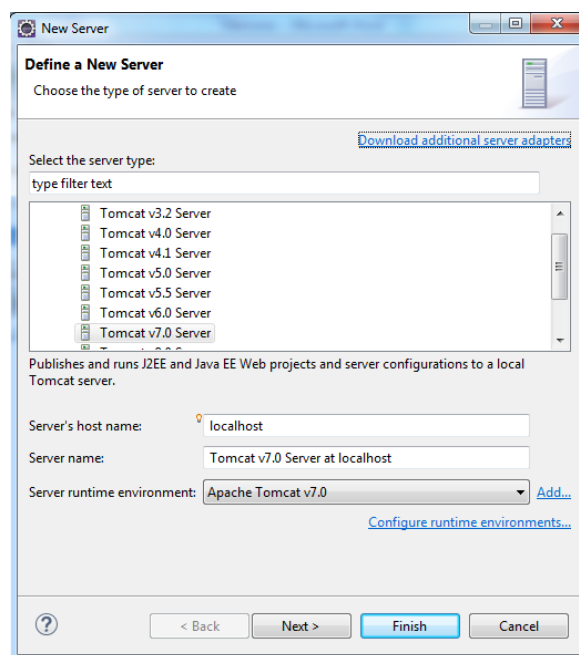 New Server
Define a New Server
Choose the type of server to create
Download additional server adapters
Select the server type:
type filter text
Tomcat v3.2 Server
Tomcat v4.0 Server
Tomcat v4.1 Server
Tomcat v5.0 Server
Tomcat v5.5 Server
Tomcat v6.0 Server
Tomcat v7.0 Server
Publishes and runs J2EE and Java EE Web projects and server configurations to a local
Tomcat server.
Server's host name: localhost
Server name: Tomcat v7.0 Server at localhost
Server runtime environment: Apache Tomcat v7.0 Add...
Configure runtime environments...
? < Back Next > Finish Cancel